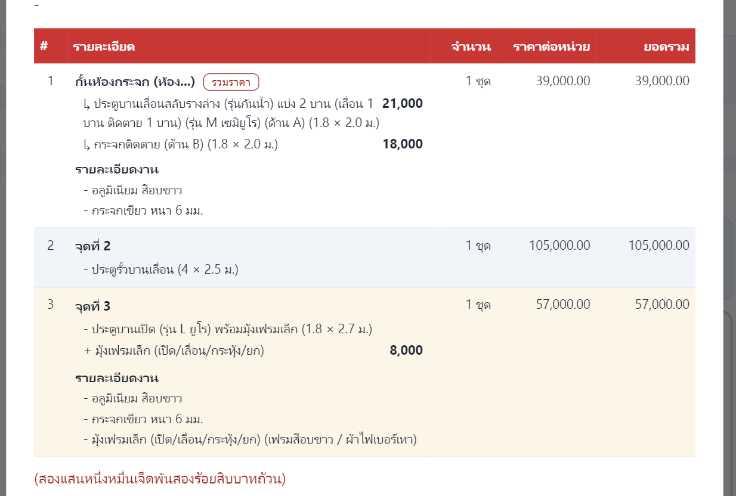 -
# รายละเอียด จำนวน ราคาต่อหน่วย ยอดรวม
1 กั้นห้องกระจก (ห้อง...) รวมราคา 1 ชุด 39,000.00 39,000.00
↳ ประตูบานเลื่อนสลับรางล่าง (รุ่นกันน้ำ) แบ่ง 2 บาน (เลื่อน 1 21,000
บาน ติดตาย 1 บาน) (รุ่น M เซมิยูโร) (ด้าน A) (1.8 × 2.0 ม.)
↳ กระจกติดตาย (ด้าน B) (1.8 × 2.0 ม.) 18,000
รายละเอียดงาน
- อลูมิเนียม สีอบขาว
- กระจกเขียว หนา 6 มม.
2 จุดที่ 2 1 ชุด 105,000.00 105,000.00
- ประตูรั้วบานเลื่อน (4 × 2.5 ม.)
3 จุดที่ 3 1 ชุด 57,000.00 57,000.00
- ประตูบานเปิด (รุ่น L ยูโร) พร้อมมุ้งเฟรมเล็ก (1.8 × 2.7 ม.)
+ มุ้งเฟรมเล็ก (เปิด/เลื่อน/กระทุ้ง/ยก) 8,000
รายละเอียดงาน
- อลูมิเนียม สีอบขาว
- กระจกเขียว หนา 6 มม.
- มุ้งเฟรมเล็ก (เปิด/เลื่อน/กระทุ้ง/ยก) (เฟรมสีอบขาว / ผ้าไฟเบอร์เทา)
(สองแสนหนึ่งหมื่นเจ็ดพันสองร้อยสิบบาทถ้วน)